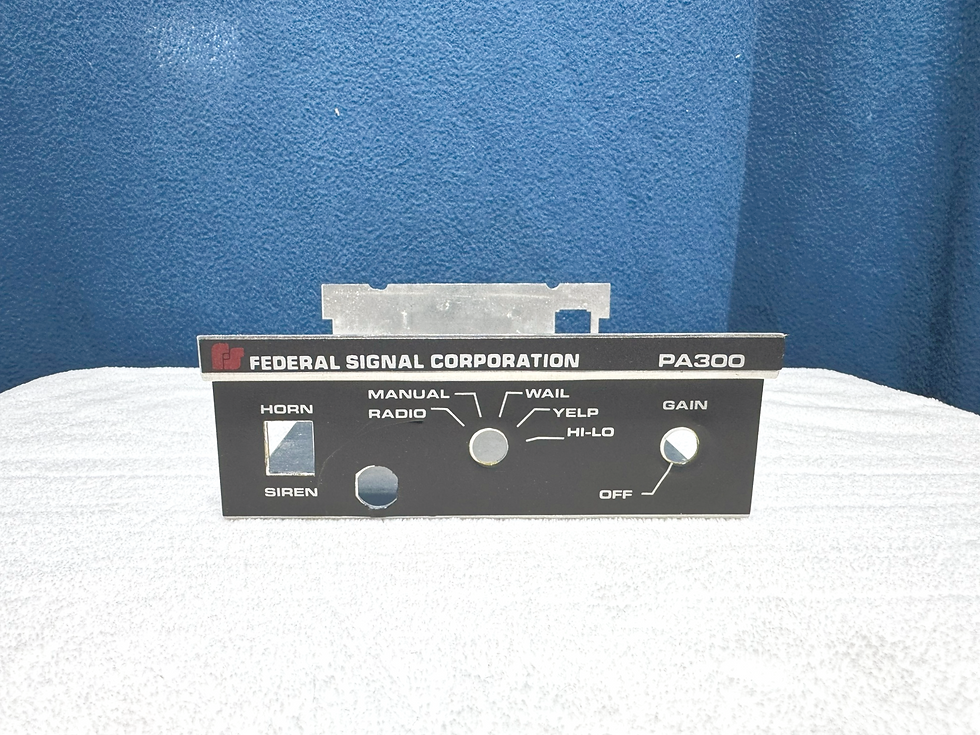 FEDERAL SIGNAL CORPORATION PA300
MANUAL WAIL
HORN RADIO YELP GAIN
HI-LO
SIREN OFF